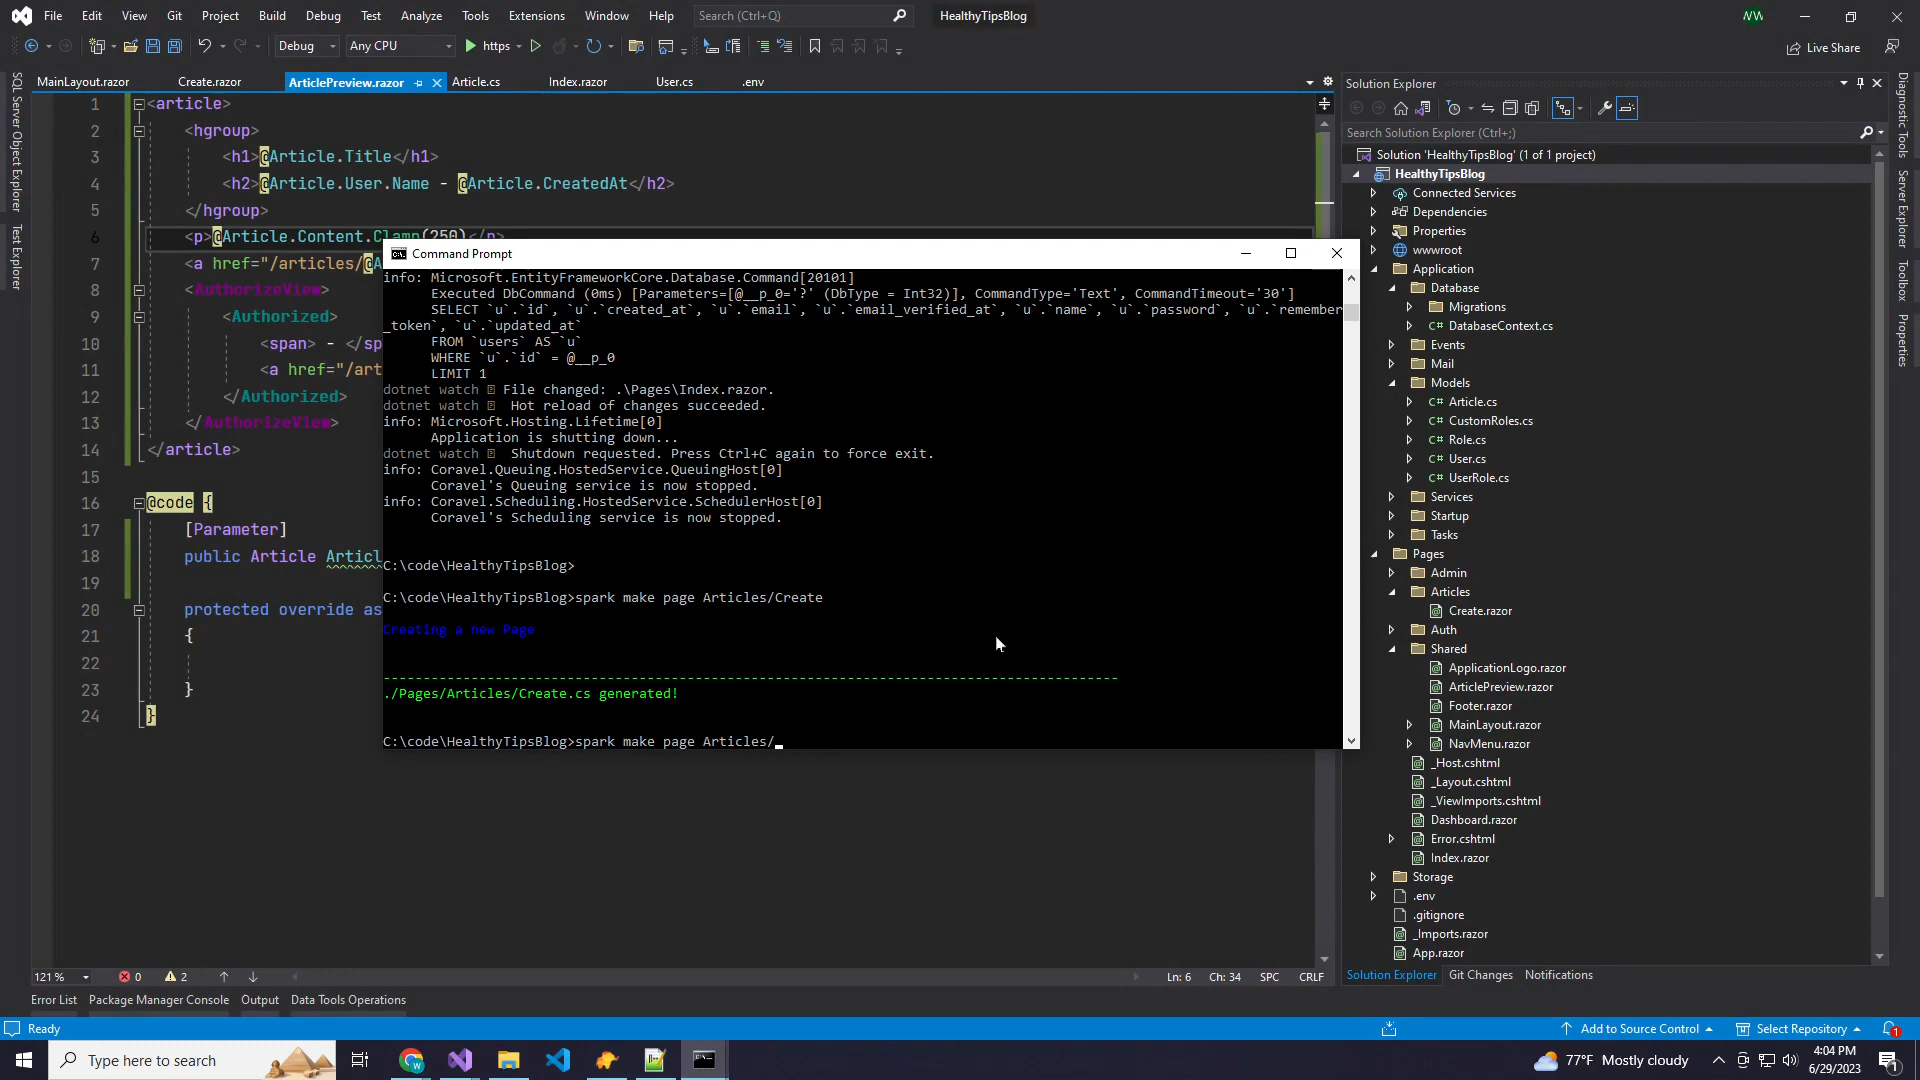 File Edit View Git Project Build Debug Test Analyze Tools Extensions Window Help Search (Ctrl+Q) HealthyTipsBlog
Debug Any CPU https Live Share
MainLayout.razor Create.razor ArticlePreview.razor Article.cs Index.razor User.cs .env
SQL Server Object Explorer
Test Explorer
1 <article>
2 <hgroup>
3 <h1>@Article.Title</h1>
4 <h2>@Article.User.Name - @Article.CreatedAt</h2>
5 </hgroup>
6 <p>@Article.Content.Clamp(250)</p>
7 <a href="/articles/@
8 <AuthorizeView>
9 <Authorized>
10 <span> - </sp
11 <a href="/art
12 </Authorized>
13 </AuthorizeView>
14 </article>
15
16 @code {
17 [Parameter]
18 public Article Articl
19
20 protected override as
21 {
22
23 }
24 }
Command Prompt
info: Microsoft.EntityFrameworkCore.Database.Command[20101]
Executed DbCommand (0ms) [Parameters=[@__p_0='?' (DbType = Int32)], CommandType='Text', CommandTimeout='30']
SELECT `u`.`id`, `u`.`created_at`, `u`.`email`, `u`.`email_verified_at`, `u`.`name`, `u`.`password`, `u`.`remember
_token`, `u`.`updated_at`
FROM `users` AS `u`
WHERE `u`.`id` = @__p_0
LIMIT 1
dotnet watch File changed: .\Pages\Index.razor.
dotnet watch Hot reload of changes succeeded.
info: Microsoft.Hosting.Lifetime[0]
Application is shutting down...
dotnet watch Shutdown requested. Press Ctrl+C again to force exit.
info: Coravel.Queuing.HostedService.QueuingHost[0]
Coravel's Queuing service is now stopped.
info: Coravel.Scheduling.HostedService.SchedulerHost[0]
Coravel's Scheduling service is now stopped.
C:\code\HealthyTipsBlog>
C:\code\HealthyTipsBlog>spark make page Articles/Create
Creating a new Page
-------------------------------------------------------------------------------------------
./Pages/Articles/Create.cs generated!
C:\code\HealthyTipsBlog>spark make page Articles/_
Solution Explorer
Search Solution Explorer (Ctrl+;)
Solution 'HealthyTipsBlog' (1 of 1 project)
HealthyTipsBlog
Connected Services
Dependencies
Properties
wwwroot
Application
Database
Migrations
C# DatabaseContext.cs
Events
Mail
Models
C# Article.cs
C# CustomRoles.cs
C# Role.cs
C# User.cs
C# UserRole.cs
Services
Startup
Tasks
Pages
Admin
Articles
Create.razor
Auth
Shared
ApplicationLogo.razor
ArticlePreview.razor
Footer.razor
MainLayout.razor
NavMenu.razor
_Host.cshtml
_Layout.cshtml
_ViewImports.cshtml
Dashboard.razor
Error.cshtml
Index.razor
Storage
.env
.gitignore
_Imports.razor
App.razor
Solution Explorer Git Changes Notifications
Diagnostic Tools
Server Explorer
Toolbox
Properties
121 % 0 2 Ln: 6 Ch: 34 SPC CRLF
Error List Package Manager Console Output Data Tools Operations
Ready Add to Source Control Select Repository 1
Type here to search 77°F Mostly cloudy 4:04 PM
6/29/2023 1